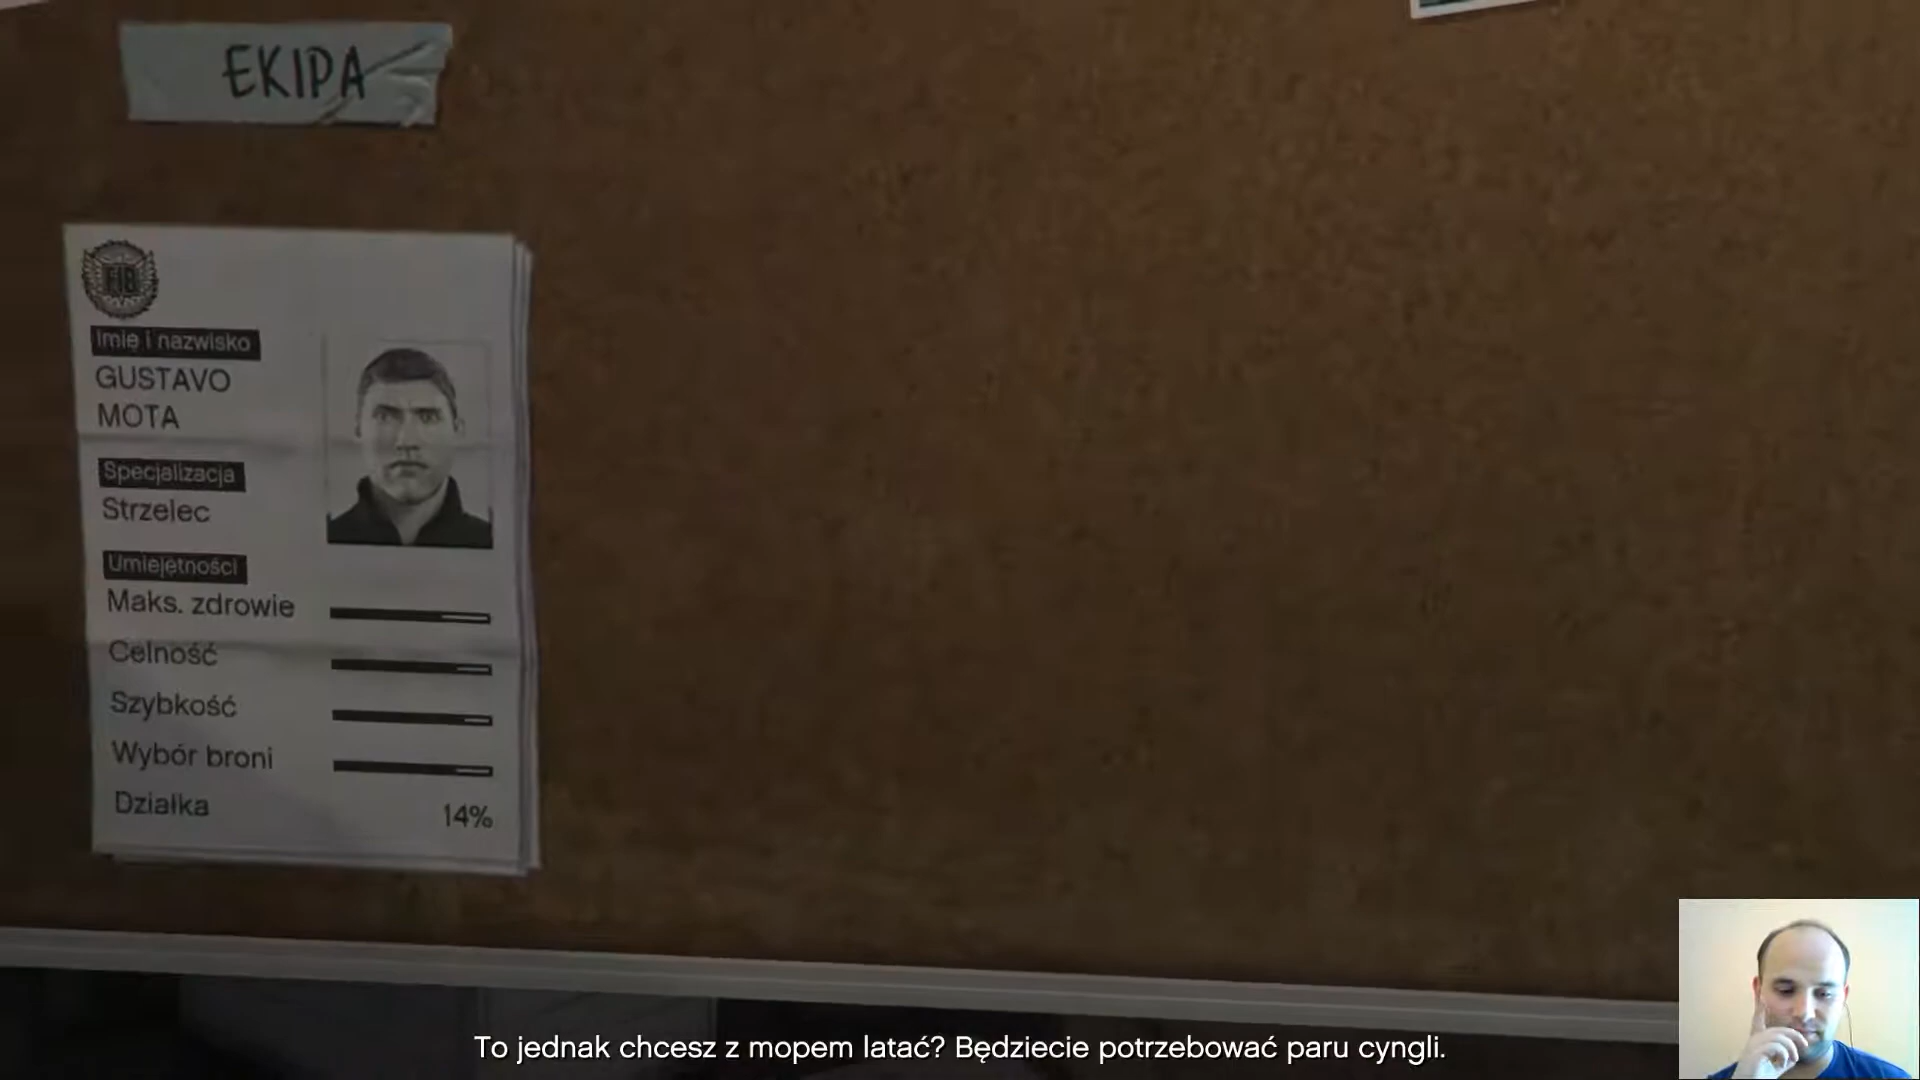 EKIPA
FIB
Imię i nazwisko
GUSTAVO
MOTA
Specjalizacja
Strzelec
Umiejętności
Maks. zdrowie
Celność
Szybkość
Wybór broni
Działka 14%
To jednak chcesz z mopem latać? Będziecie potrzebować paru cyngli.